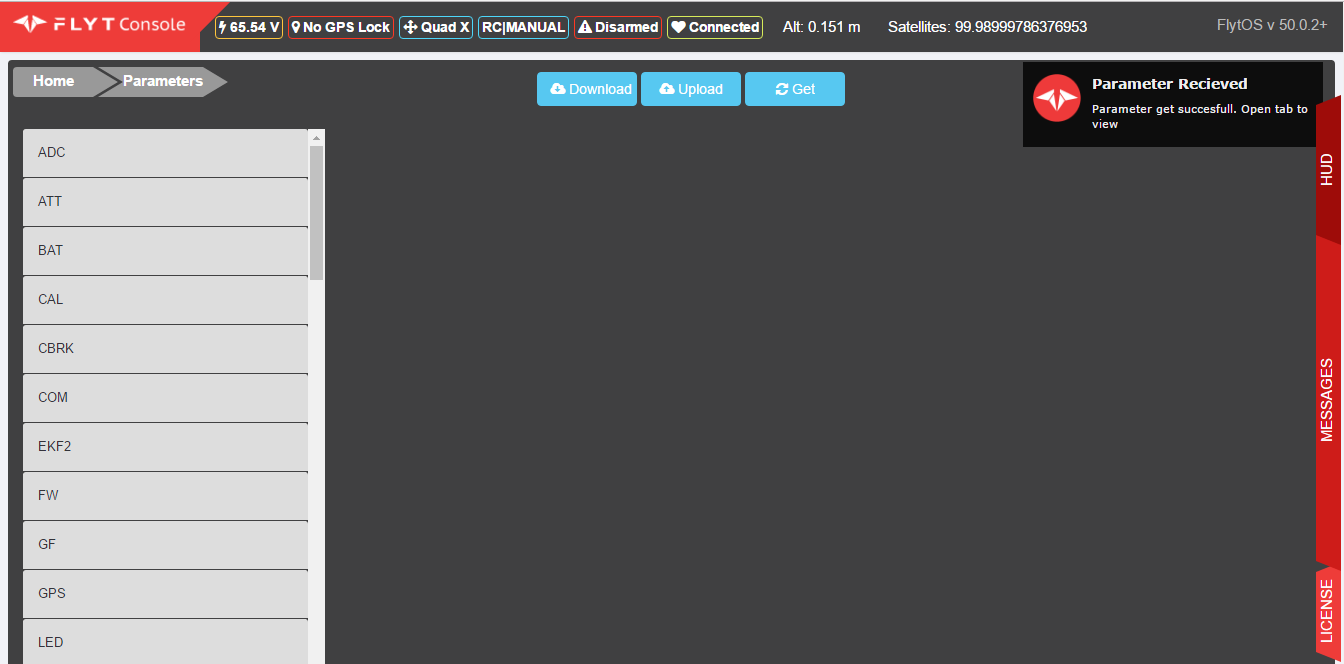 FLYT Console
65.54 V
No GPS Lock
Quad X
RC|MANUAL
Disarmed
Connected
Alt: 0.151 m
Satellites: 99.98999786376953
FlytOS v 50.0.2+
Home
Parameters
Download
Upload
Get
Parameter Recieved
Parameter get succesfull. Open tab to
view
ADC
ATT
BAT
CAL
CBRK
COM
EKF2
FW
GF
GPS
LED
HUD
MESSAGES
LICENSE